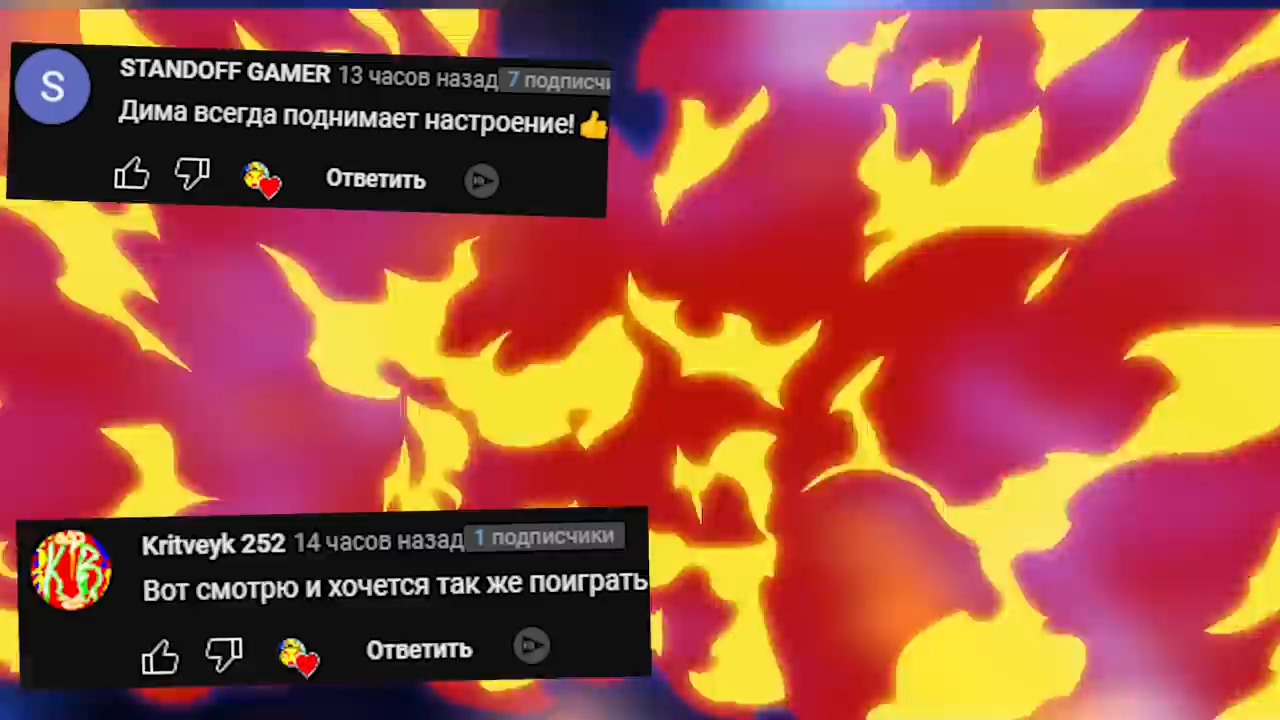 S
STANDOFF GAMER 13 часов назад 7 подписчи
Дима всегда поднимает настроение!👍
Ответить
KTB
Kritveyk 252 14 часов назад 1 подписчики
Вот смотрю и хочется так же поиграть
Ответить